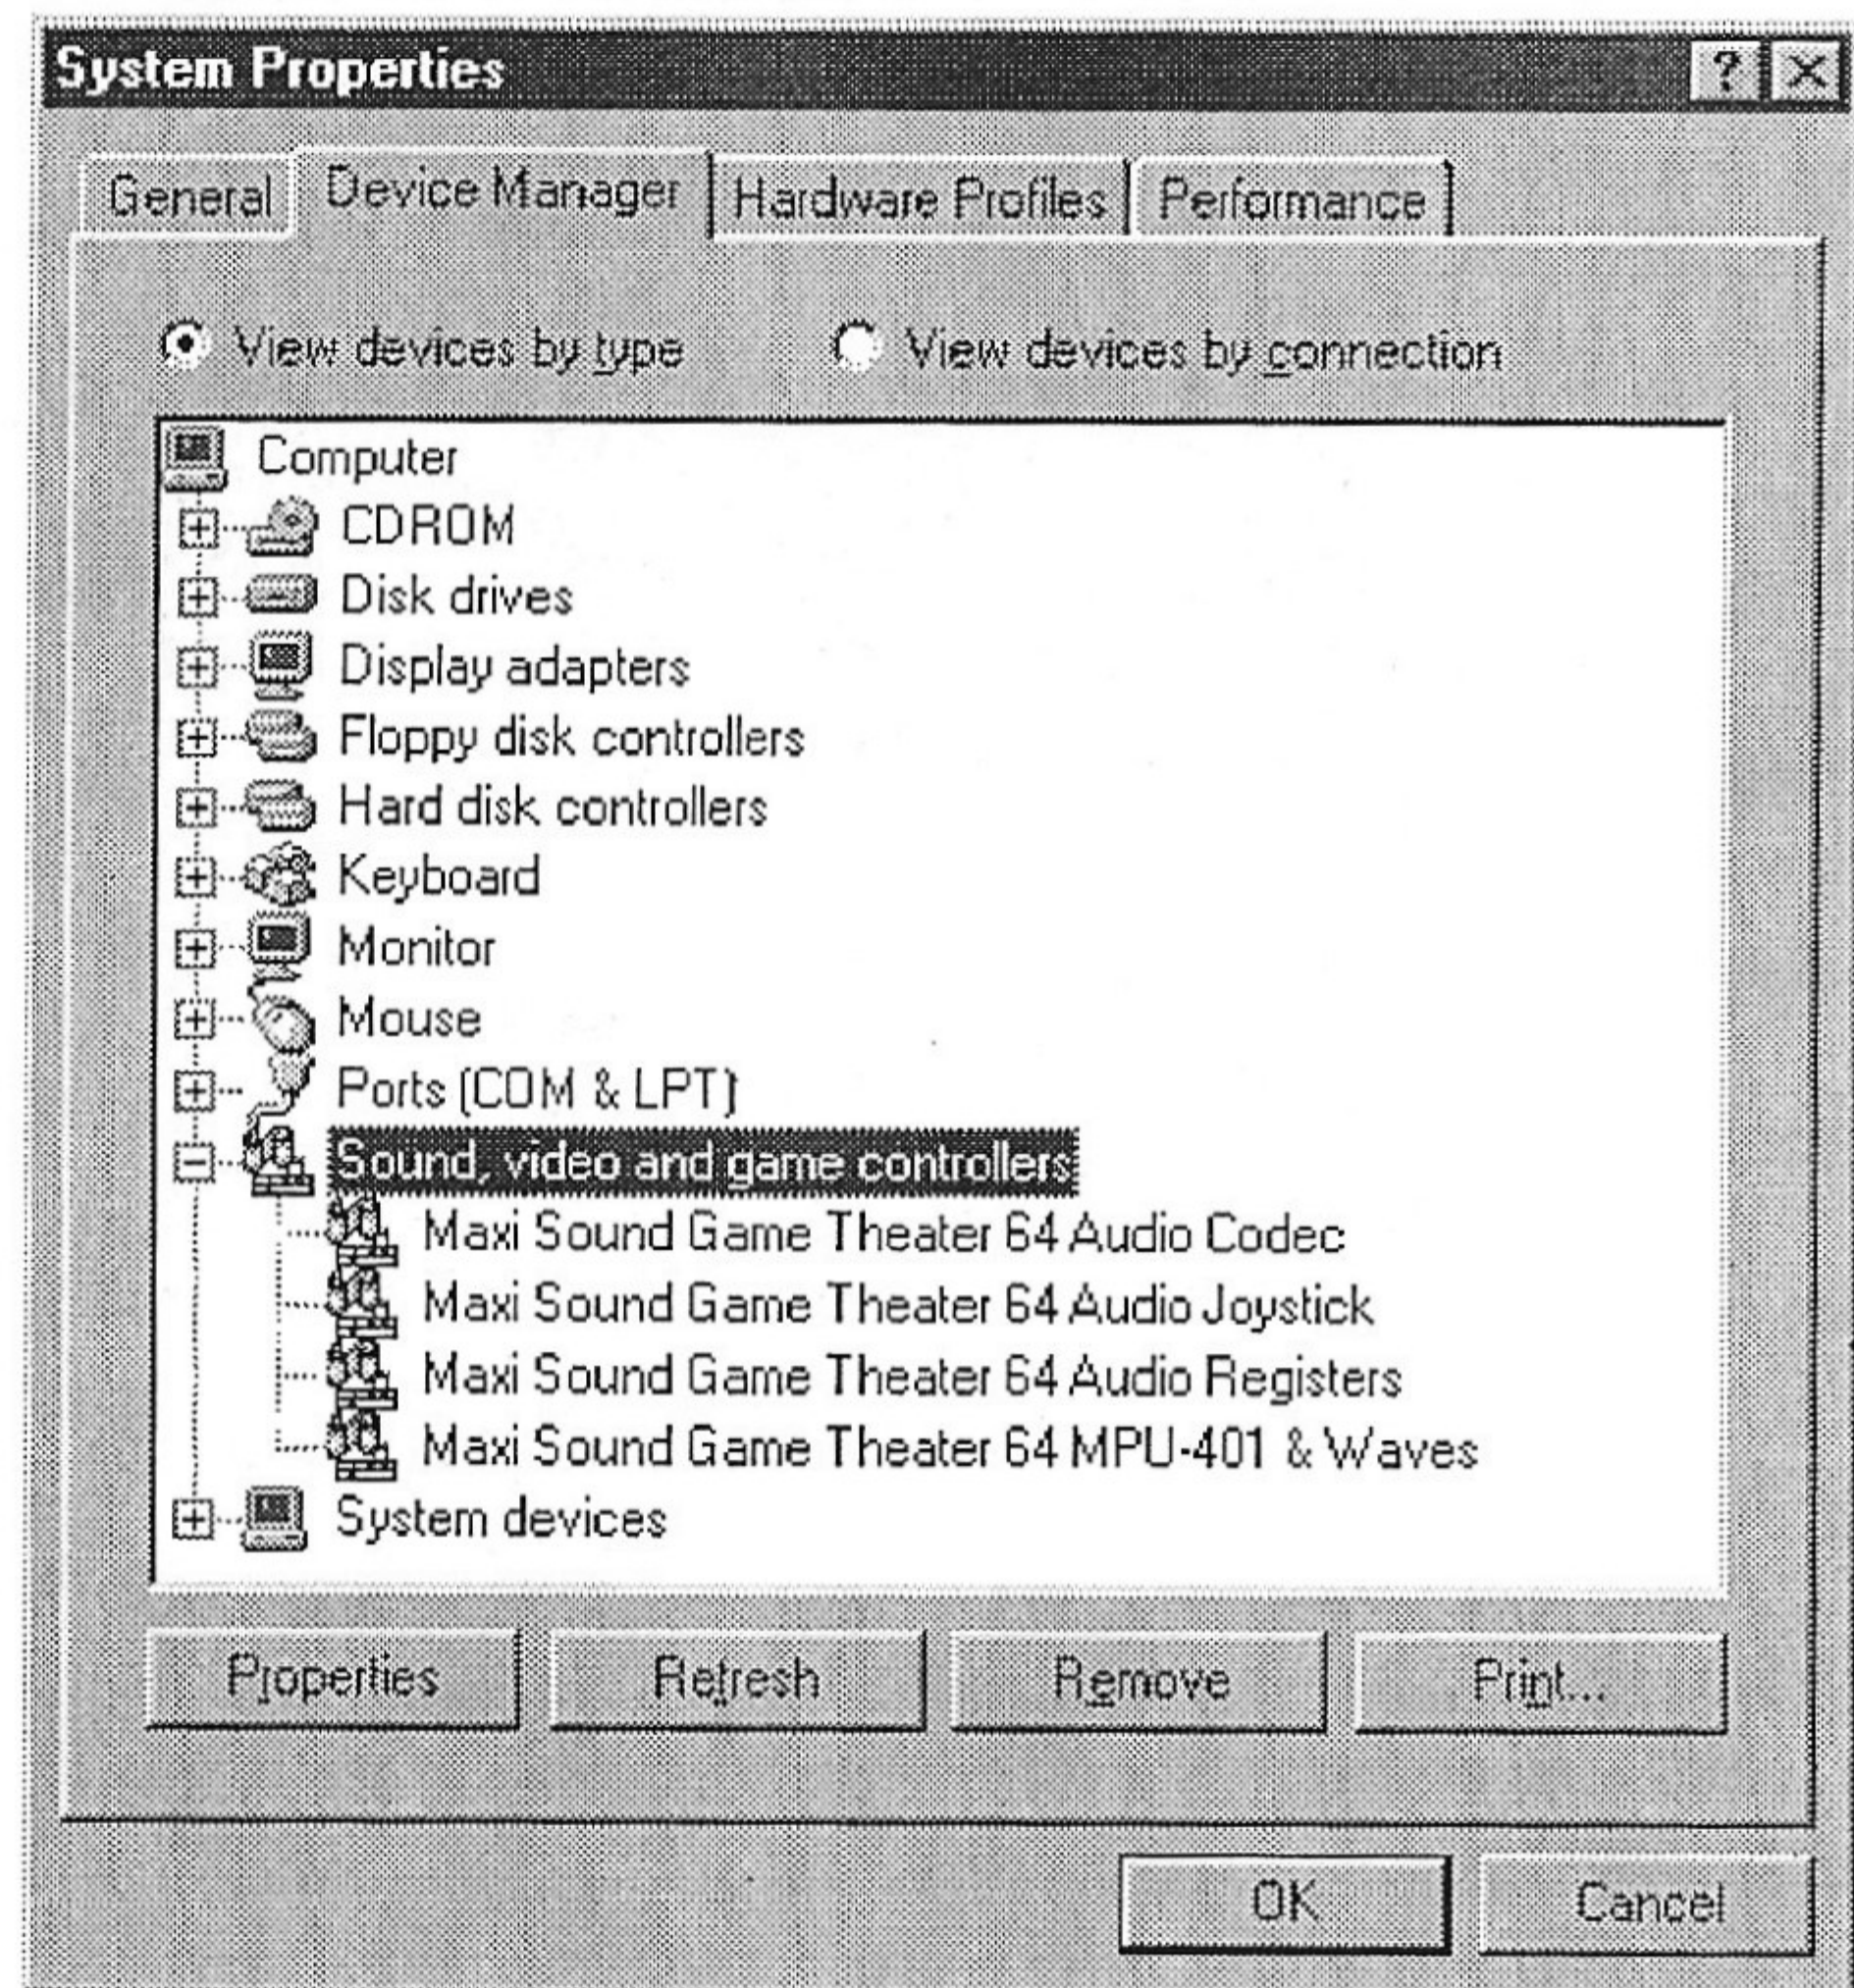 System Properties
General Device Manager Hardware Profiles Performance
View devices by type View devices by connection
Computer
CDROM
Disk drives
Display adapters
Floppy disk controllers
Hard disk controllers
Keyboard
Monitor
Mouse
Ports (COM & LPT)
Sound, video and game controllers
Maxi Sound Game Theater 64 Audio Codec
Maxi Sound Game Theater 64 Audio Joystick
Maxi Sound Game Theater 64 Audio Registers
Maxi Sound Game Theater 64 MPU-401 & Waves
System devices
Properties Refresh Remove Print...
OK Cancel